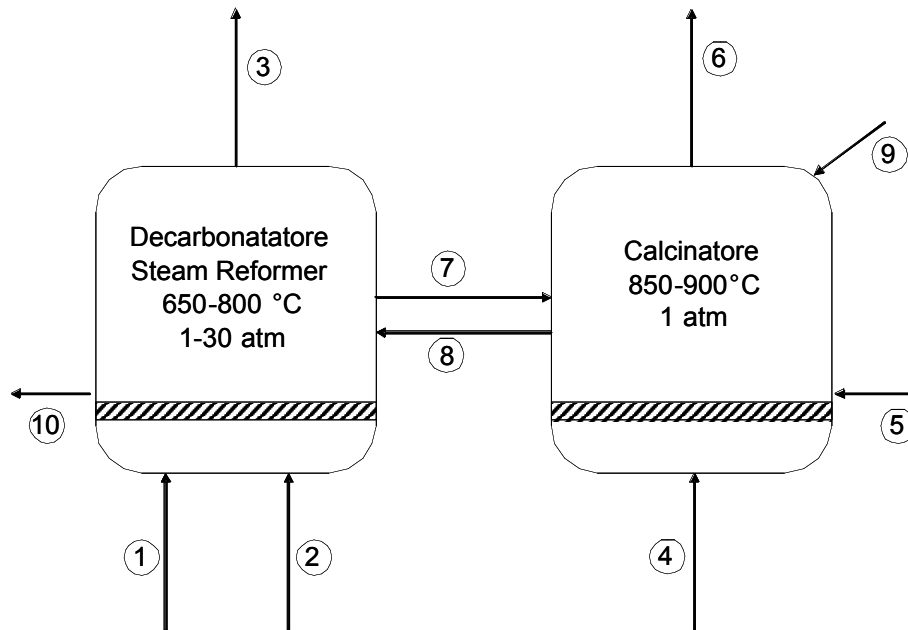 3
6
9
Decarbonatatore
Steam Reformer
650-800 °C
1-30 atm
Calcinatore
850-900°C
1 atm
7
8
10
5
1
2
4